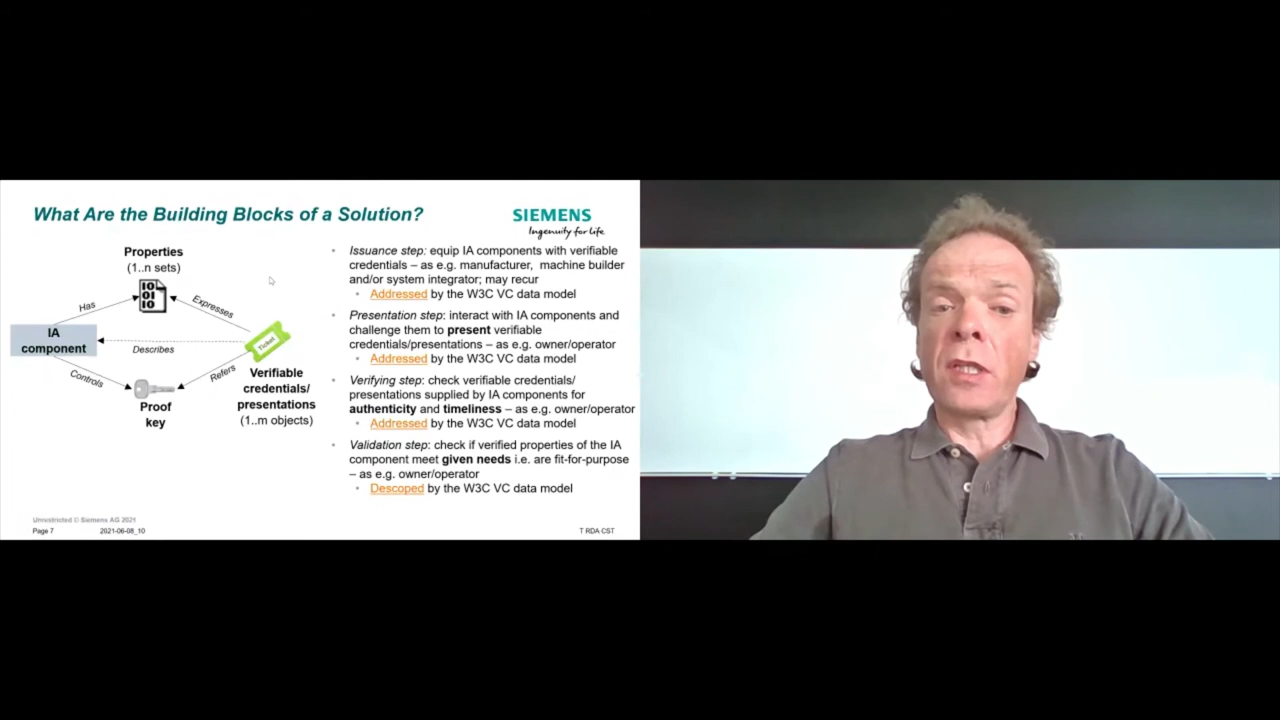 What Are the Building Blocks of a Solution?
SIEMENS
Ingenuity for life
Properties
(1..n sets)
IOI
OI
IO
Has
Expresses
IA
component
Describes
Ticket
Controls
Refers
Proof
key
Verifiable
credentials/
presentations
(1..m objects)
• Issuance step: equip IA components with verifiable
credentials – as e.g. manufacturer, machine builder
and/or system integrator; may recur
• Addressed by the W3C VC data model
• Presentation step: interact with IA components and
challenge them to present verifiable
credentials/presentations – as e.g. owner/operator
• Addressed by the W3C VC data model
• Verifying step: check verifiable credentials/
presentations supplied by IA components for
authenticity and timeliness – as e.g. owner/operator
• Addressed by the W3C VC data model
• Validation step: check if verified properties of the IA
component meet given needs i.e. are fit-for-purpose
– as e.g. owner/operator
• Descoped by the W3C VC data model
Unrestricted © Siemens AG 2021
Page 7 2021-06-08_10 T RDA CST